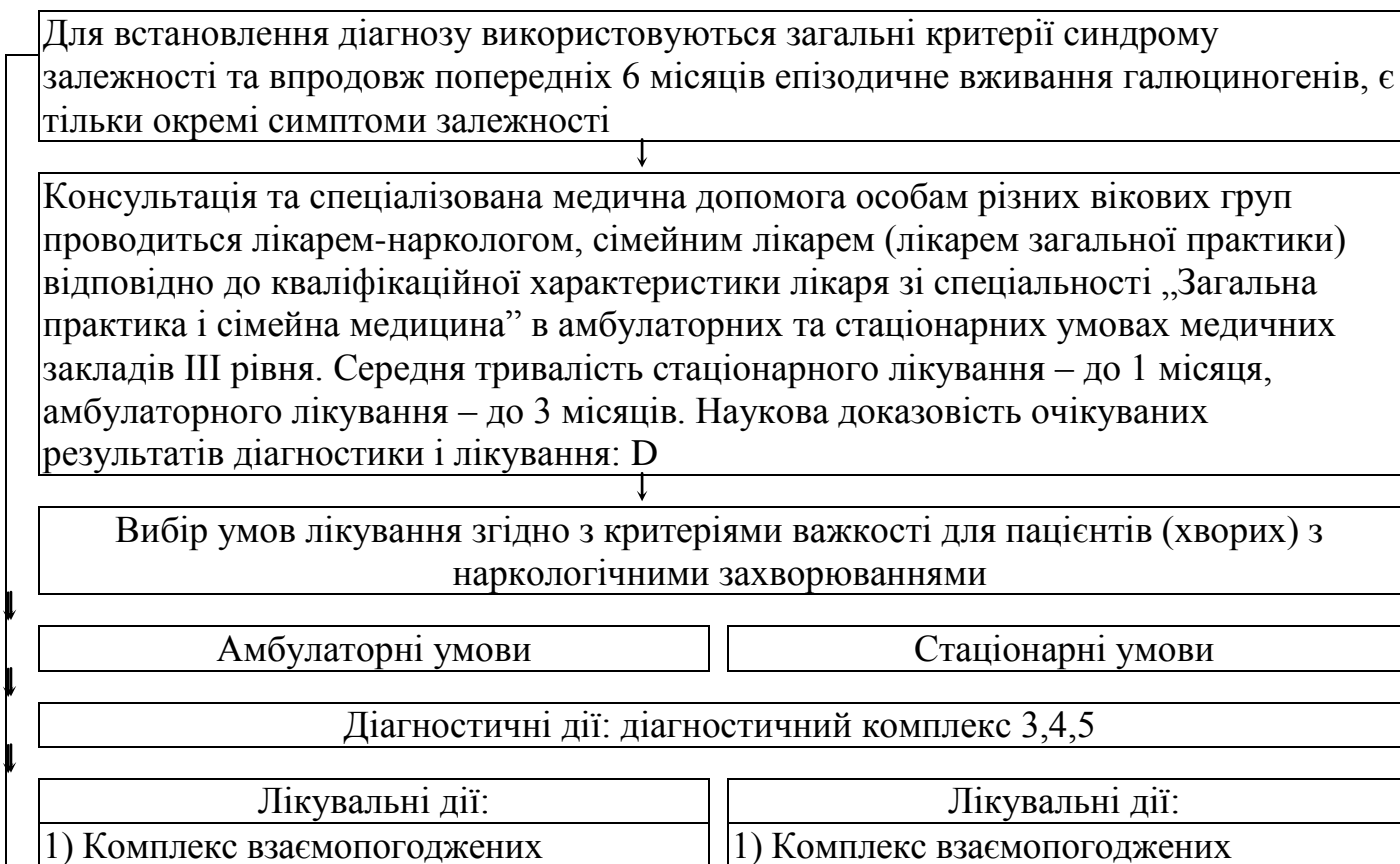 Для встановлення діагнозу використовуються загальні критерії синдрому
залежності та впродовж попередніх 6 місяців епізодичне вживання галюциногенів, є
тільки окремі симптоми залежності
Консультація та спеціалізована медична допомога особам різних вікових груп
проводиться лікарем-наркологом, сімейним лікарем (лікарем загальної практики)
відповідно до кваліфікаційної характеристики лікаря зі спеціальності „Загальна
практика і сімейна медицина” в амбулаторних та стаціонарних умовах медичних
закладів III рівня. Середня тривалість стаціонарного лікування – до 1 місяця,
амбулаторного лікування – до 3 місяців. Наукова доказовість очікуваних
результатів діагностики і лікування: D
Вибір умов лікування згідно з критеріями важкості для пацієнтів (хворих) з
наркологічними захворюваннями
Амбулаторні умови
Стаціонарні умови
Діагностичні дії: діагностичний комплекс 3,4,5
Лікувальні дії:
1) Комплекс взаємопогоджених
Лікувальні дії:
1) Комплекс взаємопогоджених